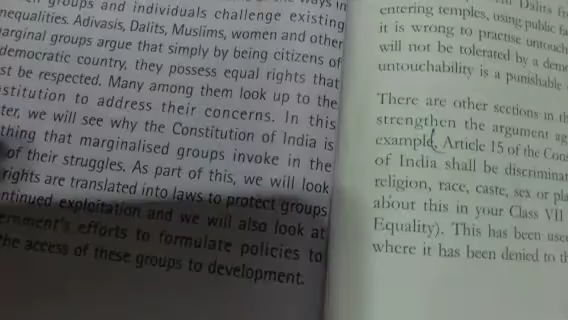 groups and individuals challenge existing
nequalities. Adivasis, Dalits, Muslims, women and other
arginal groups argue that simply by being citizens of
democratic country, they possess equal rights that
st be respected. Many among them look up to the
stitution to address their concerns. In this
ter, we will see why the Constitution of India is
thing that marginalised groups invoke in the
of their struggles. As part of this, we will look
rights are translated into laws to protect groups
ntinued exploitation and we will also look at
ernment's efforts to formulate policies to
the access of these groups to development.
entering temples, using public fa
it is wrong to practise untouch
will not be tolerated by a dem
untouchability is a punishable
There are other sections in th
strengthen the argument ag
example, Article 15 of the Cons
of India shall be discriminat
religion, race, caste, sex or pla
about this in your Class VII
Equality). This has been used
where it has been denied to th